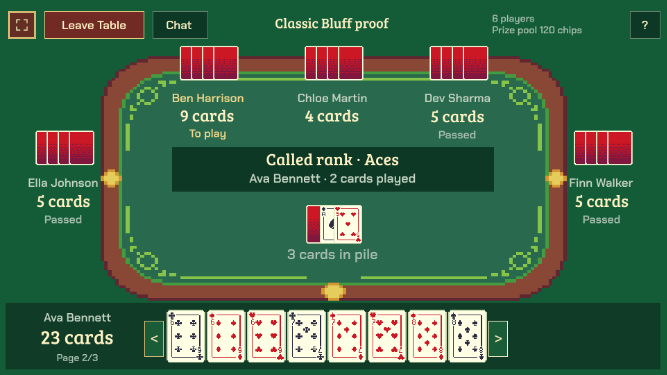 Leave Table
Chat
Classic Bluff proof
6 players
Prize pool 120 chips
?
Ben Harrison
9 cards
To play
Chloe Martin
4 cards
Dev Sharma
5 cards
Passed
Ella Johnson
5 cards
Passed
Finn Walker
5 cards
Passed
Called rank · Aces
Ava Bennett · 2 cards played
3 cards in pile
Ava Bennett
23 cards
Page 2/3
<
>